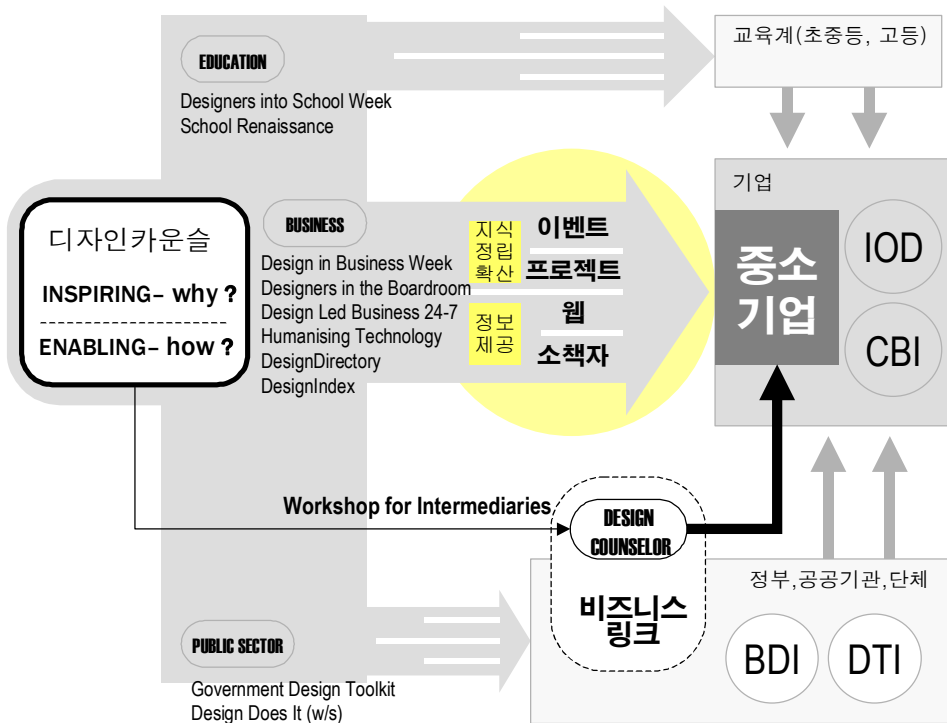 교육계(초중등, 고등)
EDUCATION
Designers into School Week
School Renaissance
기업
디자인카운슬
INSPIRING– why ?
ENABLING– how ?
BUSINESS
Design in Business Week
Designers in the Boardroom
Design Led Business 24-7
Humanising Technology
DesignDirectory
DesignIndex
지식
정립
확산
이벤트
프로젝트
정보
제공
웹
소책자
중소
기업
IOD
CBI
Workshop for Intermediaries
DESIGN
COUNSELOR
비즈니스
링크
정부,공공기관,단체
BDI
DTI
PUBLIC SECTOR
Government Design Toolkit
Design Does It (w/s)